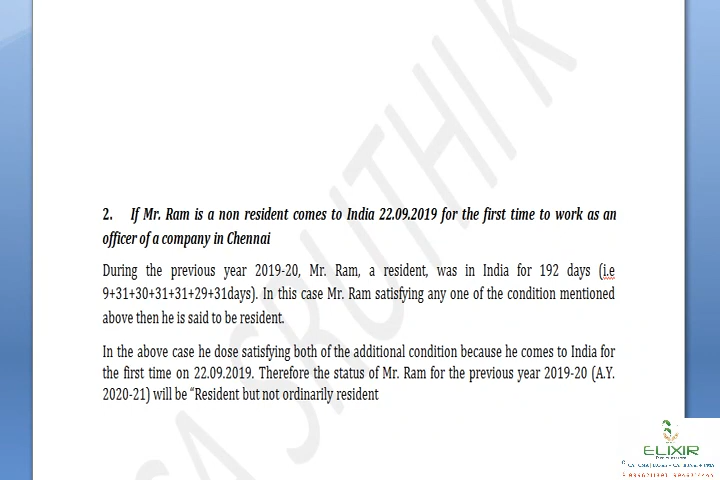 CA SRUTHI K
2. If Mr. Ram is a non resident comes to India 22.09.2019 for the first time to work as an
officer of a company in Chennai
During the previous year 2019-20, Mr. Ram, a resident, was in India for 192 days (i.e
9+31+30+31+31+29+31days). In this case Mr. Ram satisfying any one of the condition mentioned
above then he is said to be resident.
In the above case he dose satisfying both of the additional condition because he comes to India for
the first time on 22.09.2019. Therefore the status of Mr. Ram for the previous year 2019-20 (A.Y.
2020-21) will be “Resident but not ordinarily resident
ELIXIR